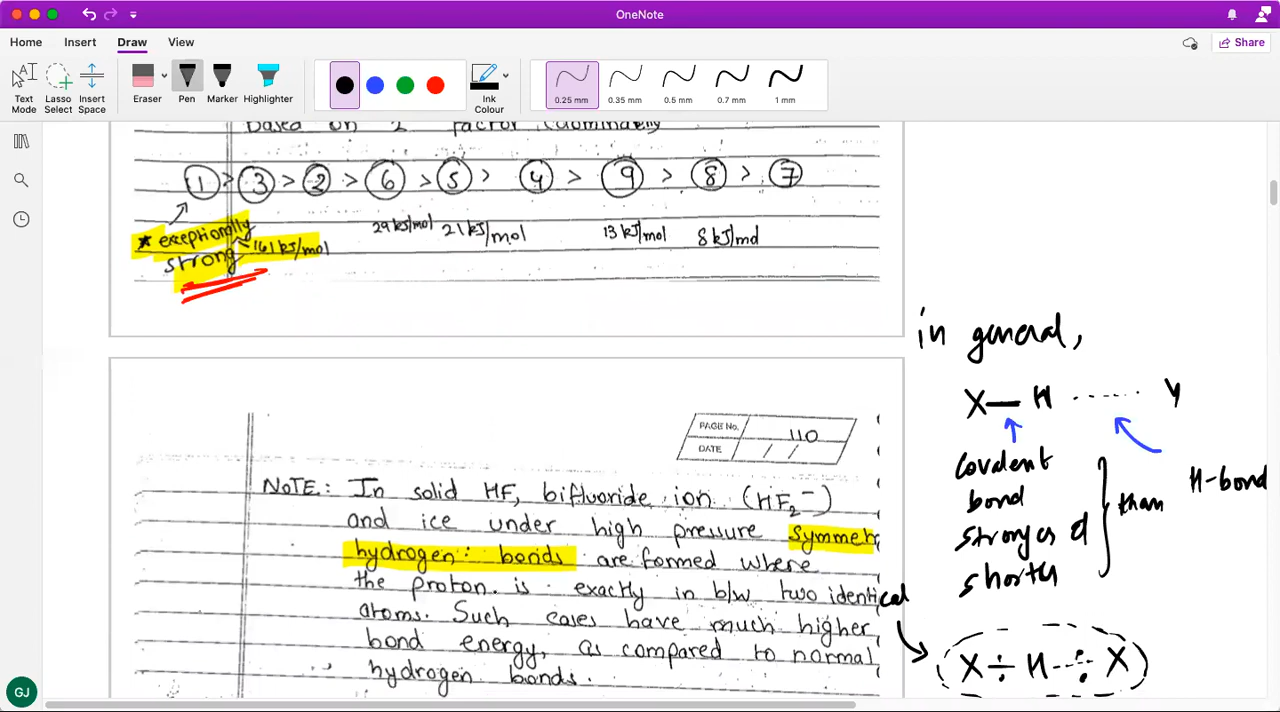 OneNote
Home Insert Draw View
Share
Text Mode
Lasso Select
Insert Space
Eraser
Pen
Marker
Highlighter
Ink Colour
0.25 mm
0.35 mm
0.5 mm
0.7 mm
1 mm
Based on 2 factor
1 > 3 > 2 > 6 > 5 > 4 > 9 > 8 > 7
29 kJ/mol 21 kJ/mol 13 kJ/mol 8 kJ/mol
* exceptionally
strong ~ 161 kJ/mol
in general,
X — H ........ Y
covalent
bond
stronger &
shorter
than
H-bond
PAGE No. 110
DATE / /
NOTE: In solid HF, bifluoride ion (HF₂⁻)
and ice under high pressure symmetr
hydrogen: bonds are formed where
the proton is exactly in b/w two identical
atoms. Such cases have much higher
bond energy, as compared to normal
hydrogen bonds.
X ÷ H ÷ X
GJ